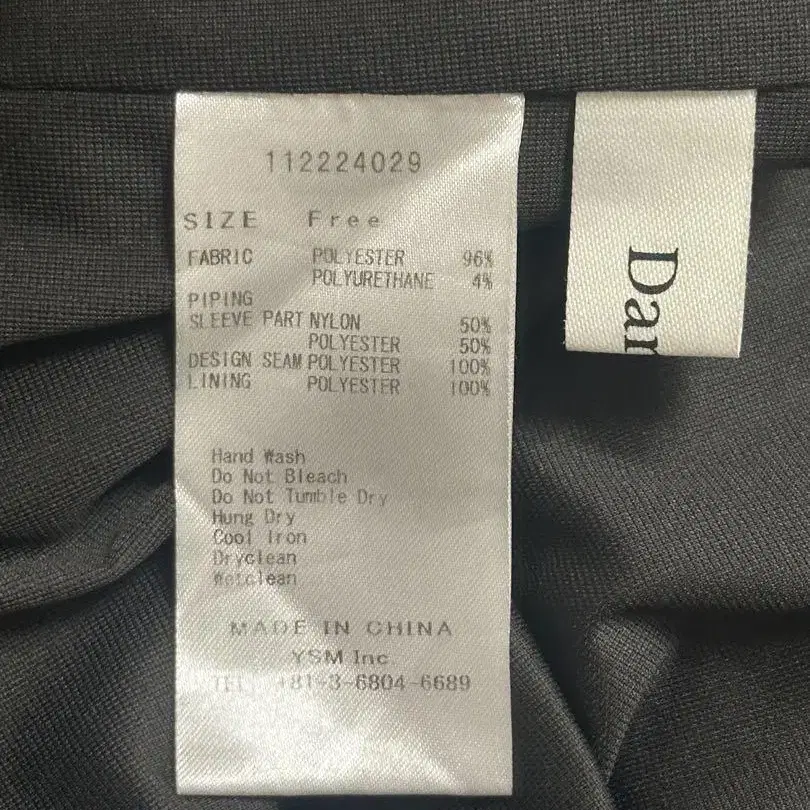 112224029
SIZE Free
FABRIC POLYESTER 96%
POLYURETHANE 4%
PIPING
SLEEVE PART NYLON 50%
POLYESTER 50%
DESIGN SEAM POLYESTER 100%
LINING POLYESTER 100%
Hand Wash
Do Not Bleach
Do Not Tumble Dry
Hung Dry
Cool Iron
Dryclean
Wetclean
MADE IN CHINA
YSM Inc.
TEL +81-3-6804-6689